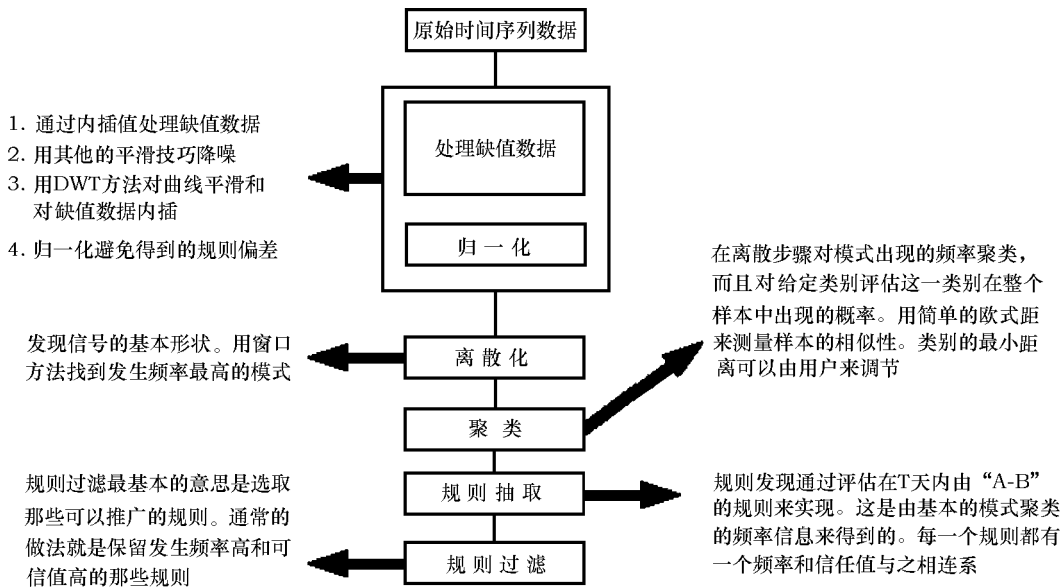 原始时间序列数据
处理缺值数据
归一化
1. 通过内插值处理缺值数据
2. 用其他的平滑技巧降噪
3. 用DWT方法对曲线平滑和
对缺值数据内插
4. 归一化避免得到的规则偏差
离散化
发现信号的基本形状。用窗口
方法找到发生频率最高的模式
聚类
在离散步骤对模式出现的频率聚类，
而且对给定类别评估这一类别在整个
样本中出现的概率。用简单的欧式距
来测量样本的相似性。类别的最小距
离可以由用户来调节
规则抽取
规则发现通过评估在T天内由“A-B”
的规则来实现。这是由基本的模式聚类
的频率信息来得到的。每一个规则都有
一个频率和信任值与之相连系
规则过滤
规则过滤最基本的意思是选取
那些可以推广的规则。通常的
做法就是保留发生频率高和可
信值高的那些规则